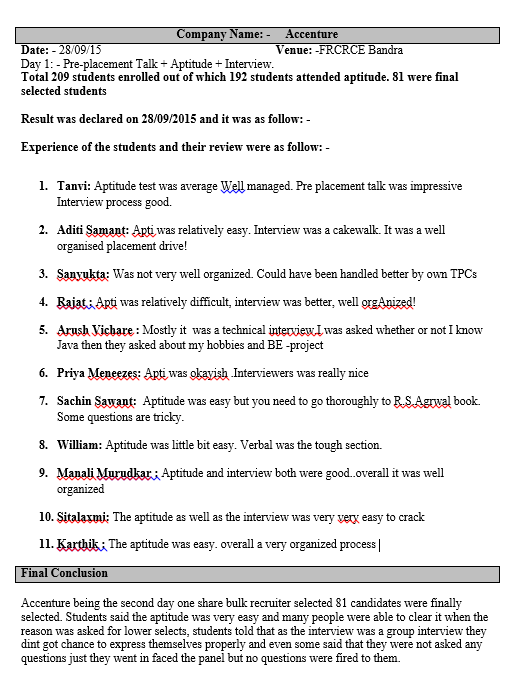 Company Name: - Accenture
Date: - 28/09/15 Venue: -FRCRCE Bandra
Day 1: - Pre-placement Talk + Aptitude + Interview.
Total 209 students enrolled out of which 192 students attended aptitude. 81 were final
selected students
Result was declared on 28/09/2015 and it was as follow: -
Experience of the students and their review were as follow: -
1. Tanvi: Aptitude test was average Well managed. Pre placement talk was impressive
Interview process good.
2. Aditi Samant: Apti was relatively easy. Interview was a cakewalk. It was a well
organised placement drive!
3. Sanyukta: Was not very well organized. Could have been handled better by own TPCs
4. Rajat : Apti was relatively difficult, interview was better, well orgAnized!
5. Arush Vichare : Mostly it was a technical interview.I was asked whether or not I know
Java then they asked about my hobbies and BE -project
6. Priya Meneezes: Apti was okayish .Interviewers was really nice
7. Sachin Sawant: Aptitude was easy but you need to go thoroughly to R.S.Agrwal book.
Some questions are tricky.
8. William: Aptitude was little bit easy. Verbal was the tough section.
9. Manali Murudkar : Aptitude and interview both were good..overall it was well
organized
10. Sitalaxmi: The aptitude as well as the interview was very very easy to crack
11. Karthik : The aptitude was easy. overall a very organized process
Final Conclusion
Accenture being the second day one share bulk recruiter selected 81 candidates were finally
selected. Students said the aptitude was very easy and many people were able to clear it when the
reason was asked for lower selects, students told that as the interview was a group interview they
dint got chance to express themselves properly and even some said that they were not asked any
questions just they went in faced the panel but no questions were fired to them.